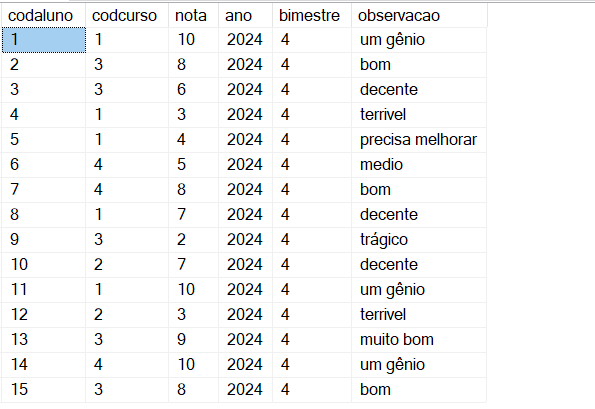 codaluno codcurso nota ano bimestre observacao
1 1 10 2024 4 um gênio
2 3 8 2024 4 bom
3 3 6 2024 4 decente
4 1 3 2024 4 terrivel
5 1 4 2024 4 precisa melhorar
6 4 5 2024 4 medio
7 4 8 2024 4 bom
8 1 7 2024 4 decente
9 3 2 2024 4 trágico
10 2 7 2024 4 decente
11 1 10 2024 4 um gênio
12 2 3 2024 4 terrivel
13 3 9 2024 4 muito bom
14 4 10 2024 4 um gênio
15 3 8 2024 4 bom